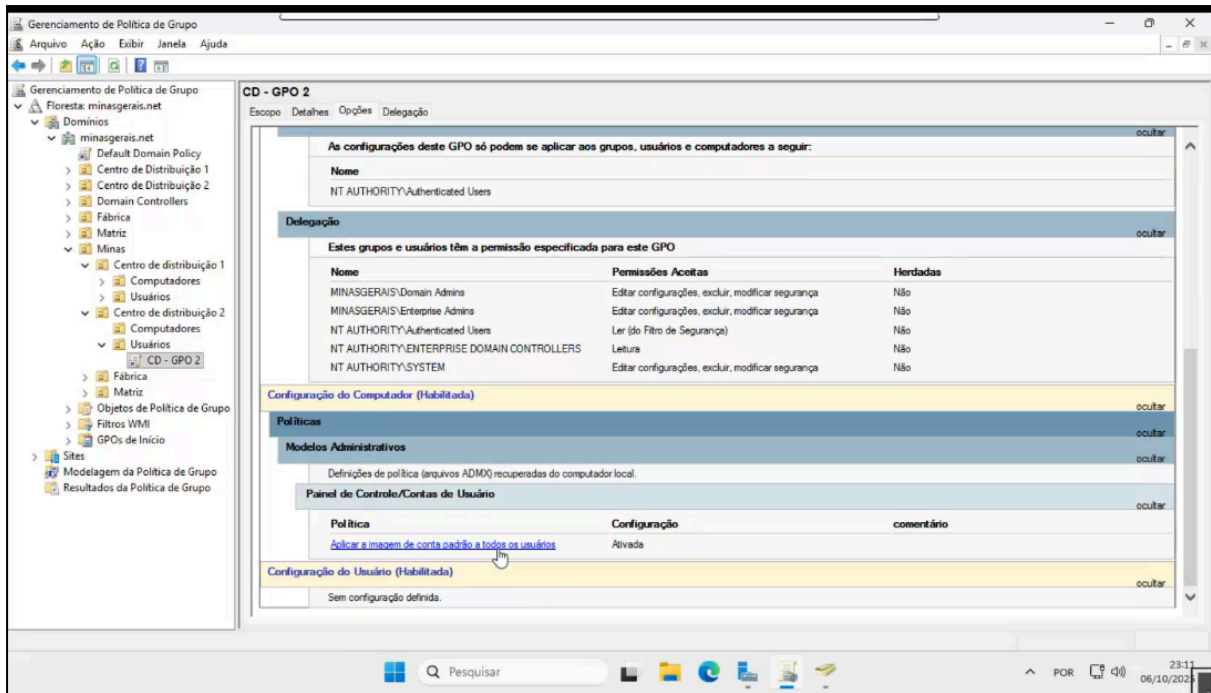 Gerenciamento de Política de Grupo
Arquivo Ação Exibir Janela Ajuda
Gerenciamento de Política de Grupo
Floresta: minasgerais.net
Domínios
minasgerais.net
Default Domain Policy
Centro de Distribuição 1
Centro de Distribuição 2
Domain Controllers
Fábrica
Matriz
Minas
Centro de distribuição 1
Computadores
Usuários
Centro de distribuição 2
Computadores
Usuários
CD - GPO 2
Fábrica
Matriz
Objetos de Política de Grupo
Filtros WMI
GPOs de Início
Sites
Modelagem da Política de Grupo
Resultados da Política de Grupo
CD - GPO 2
Escopo Detalhes Opções Delegação
ocultar
As configurações deste GPO só podem se aplicar aos grupos, usuários e computadores a seguir:
Nome
NT AUTHORITY\Authenticated Users
Delegação
ocultar
Estes grupos e usuários têm a permissão especificada para este GPO
Nome Permissões Aceitas Herdadas
MINASGERAIS\Domain Admins Editar configurações, excluir, modificar segurança Não
MINASGERAIS\Enterprise Admins Editar configurações, excluir, modificar segurança Não
NT AUTHORITY\Authenticated Users Ler (do Filtro de Segurança) Não
NT AUTHORITY\ENTERPRISE DOMAIN CONTROLLERS Leitura Não
NT AUTHORITY\SYSTEM Editar configurações, excluir, modificar segurança Não
Configuração do Computador (Habilitada)
ocultar
Políticas
ocultar
Modelos Administrativos
ocultar
Definições de política (arquivos ADMX) recuperadas do computador local.
Painel de Controle/Contas de Usuário
ocultar
Política Configuração comentário
Aplicar a imagem de conta padrão a todos os usuários Ativada
Configuração do Usuário (Habilitada)
ocultar
Sem configuração definida.
Pesquisar
POR
23:11
06/10/2025